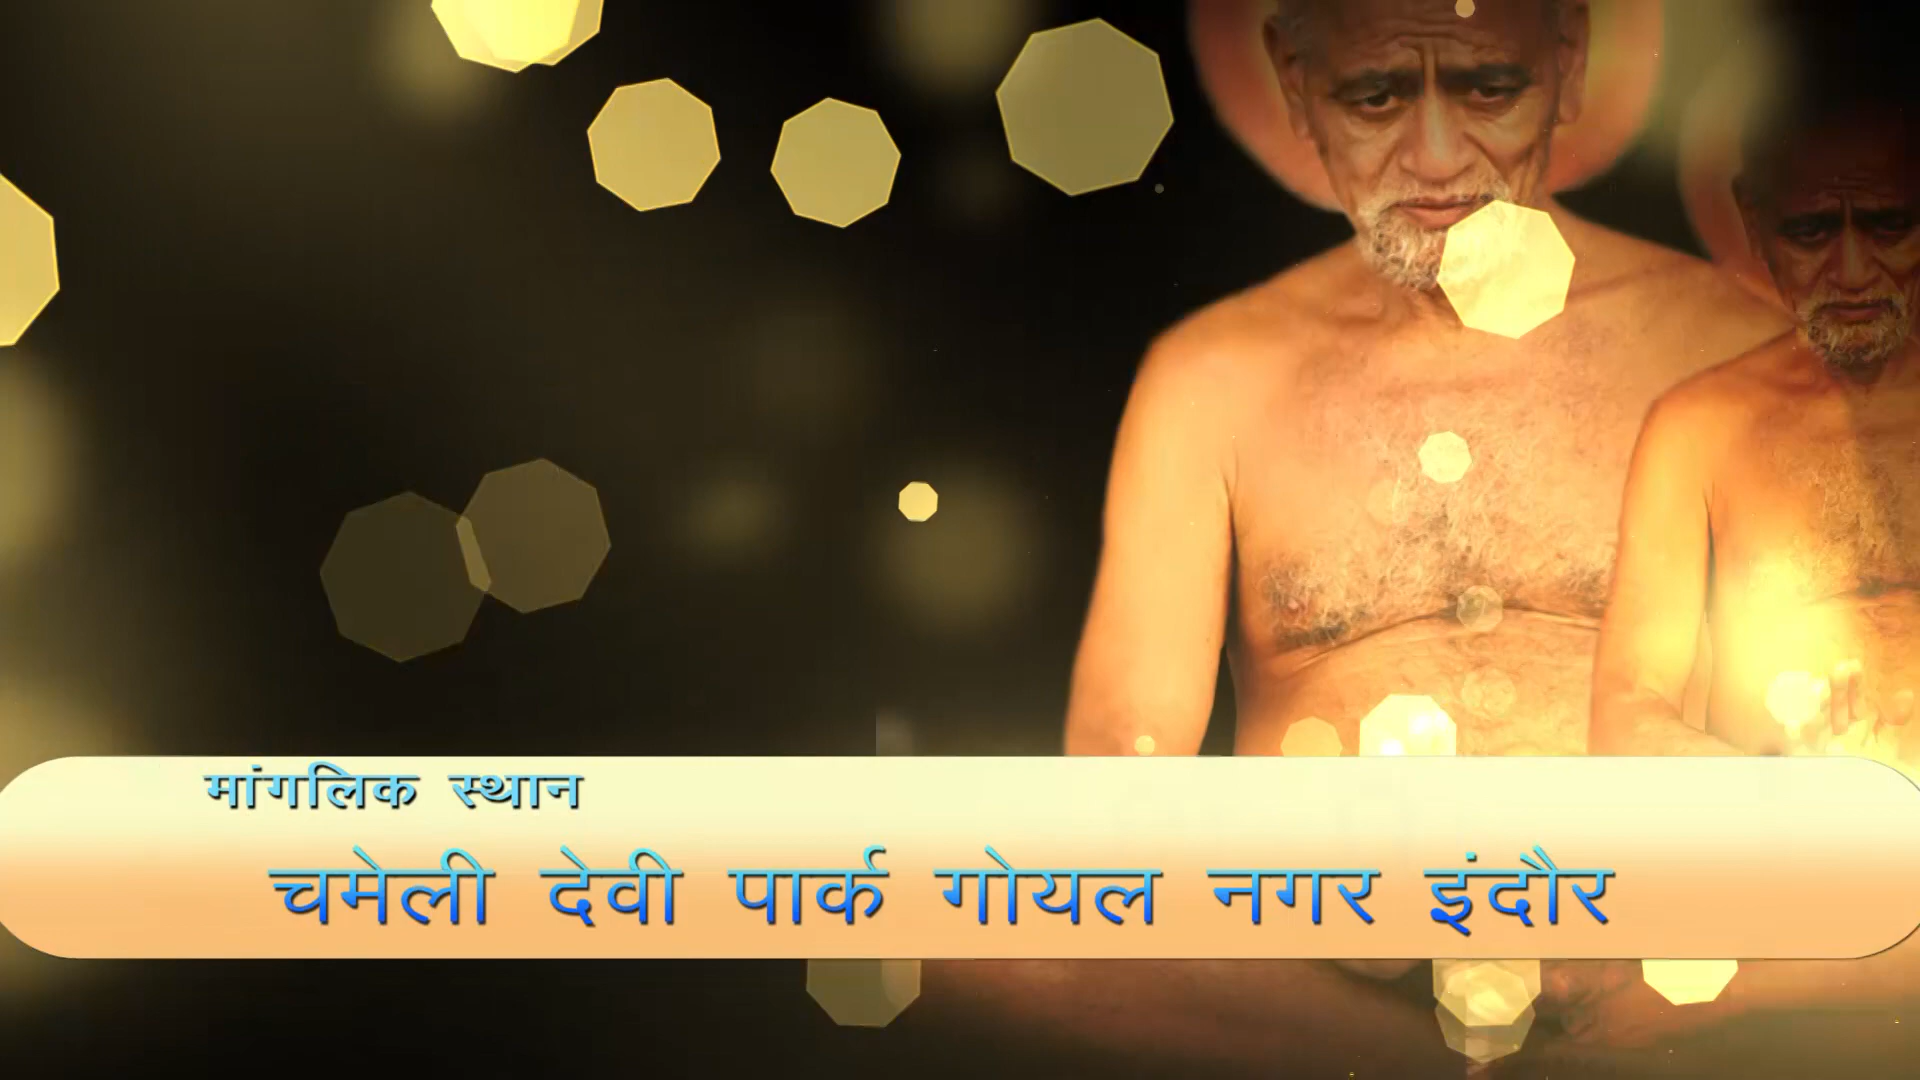 मांगलिक स्थान
चमेली देवी पार्क गोयल नगर इंदौर